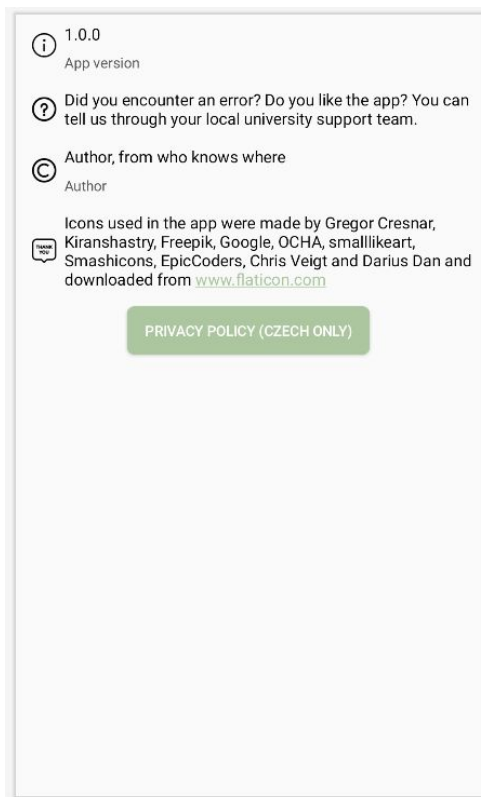 1.0.0
App version
Did you encounter an error? Do you like the app? You can
tell us through your local university support team.
Author, from who knows where
Author
Icons used in the app were made by Gregor Cresnar,
THANK
YOU
Kiranshastry, Freepik, Google, OCHA, smalllikeart,
Smashicons, EpicCoders, Chris Veigt and Darius Dan and
downloaded from www.flaticon.com
PRIVACY POLICY (CZECH ONLY)